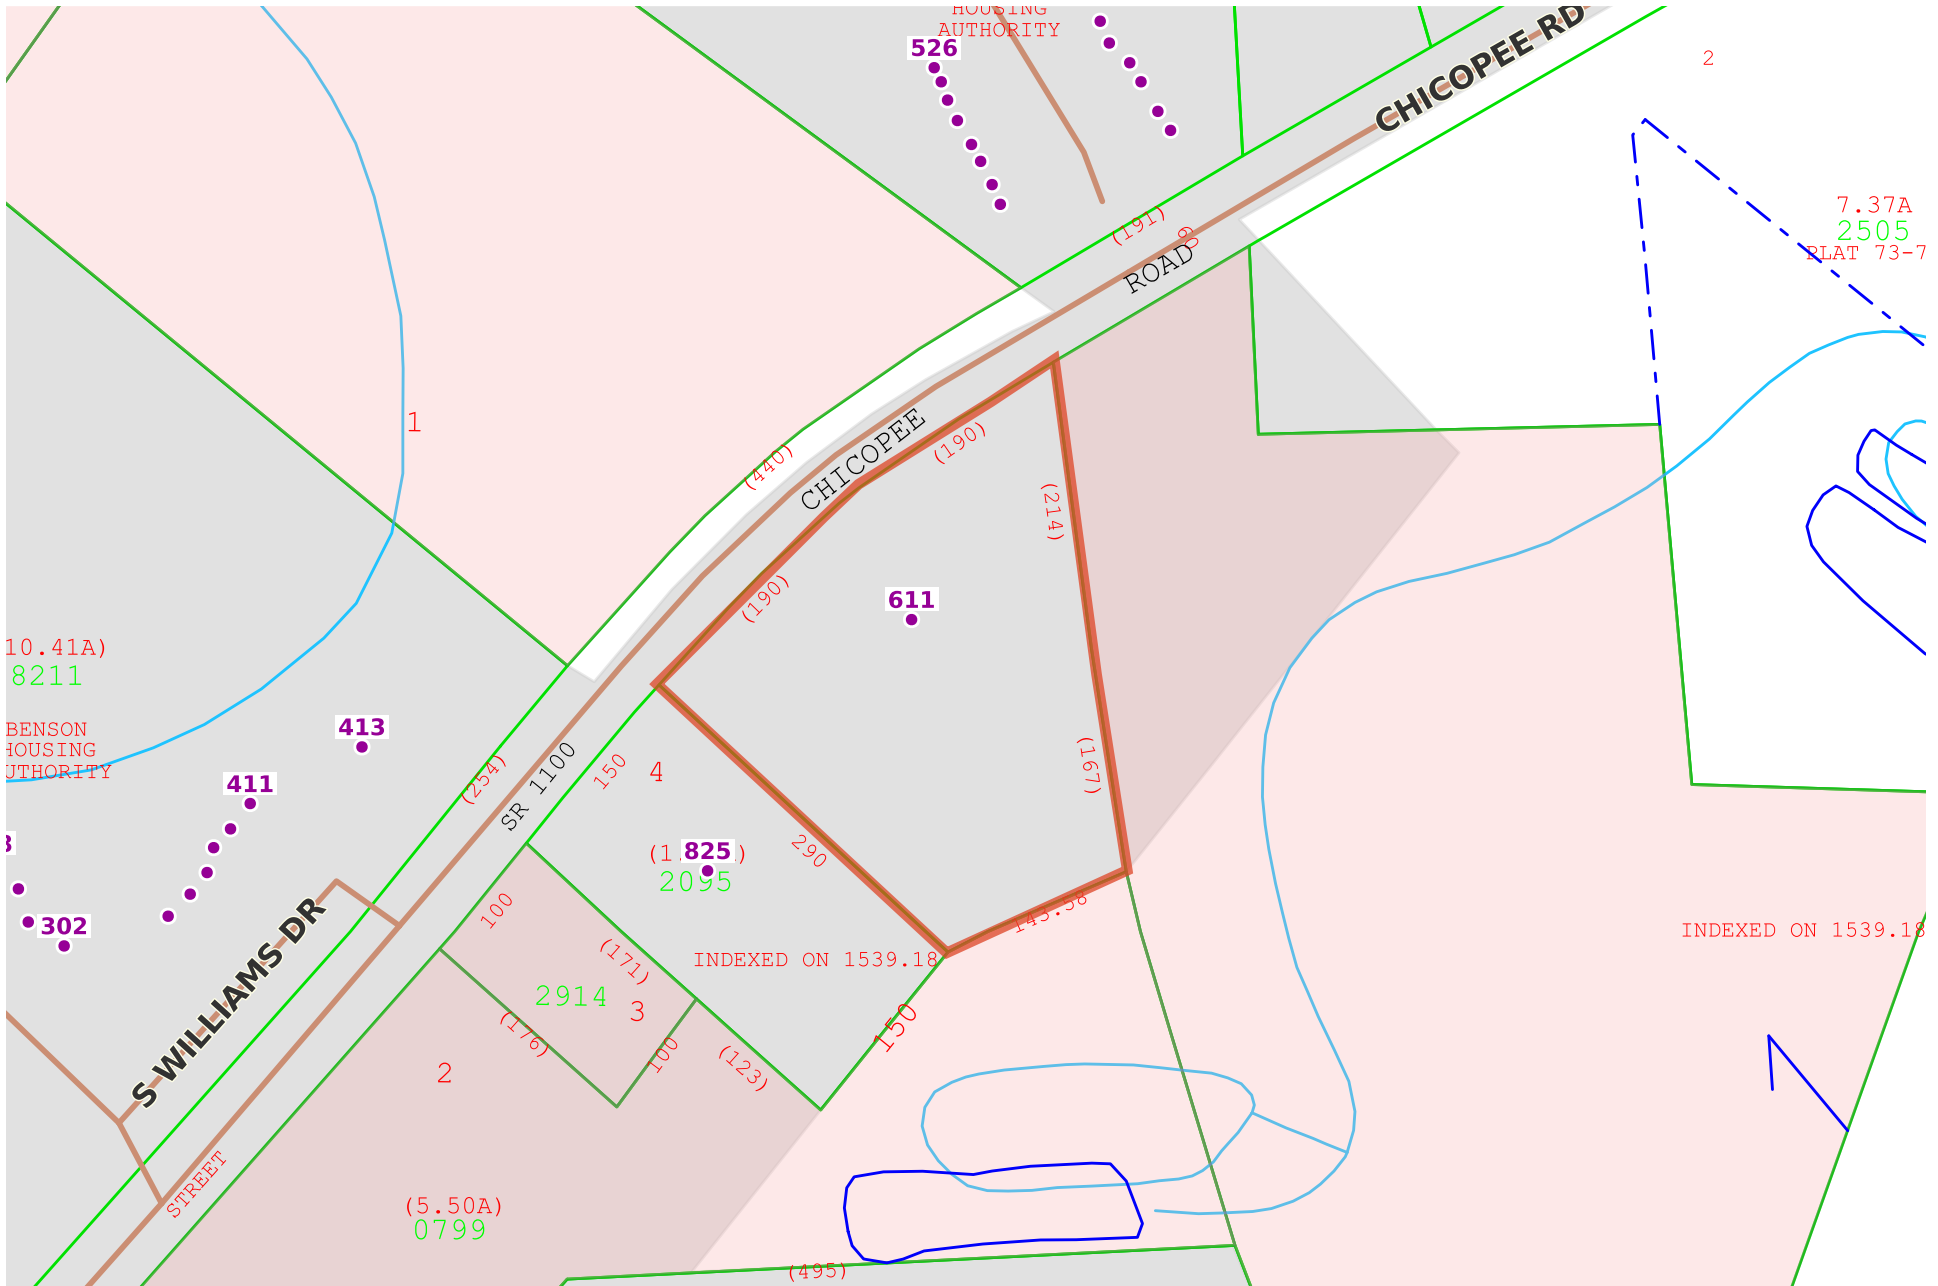 HOUSING
AUTHORITY
526
CHICOPEE RD
2
7.37A
2505
PLAT 73-7
(191)
60
ROAD
1
(440)
CHICOPEE
(190)
(214)
(190)
611
10.41A)
8211
BENSON
HOUSING
UTHORITY
413
411
302
(254)
SR 1100
150
4
(167)
825
2095
290
143.58
INDEXED ON 1539.18
INDEXED ON 1539.18
100
(171)
2914
3
(176)
100
(123)
150
S WILLIAMS DR
2
STREET
(5.50A)
0799
(495)